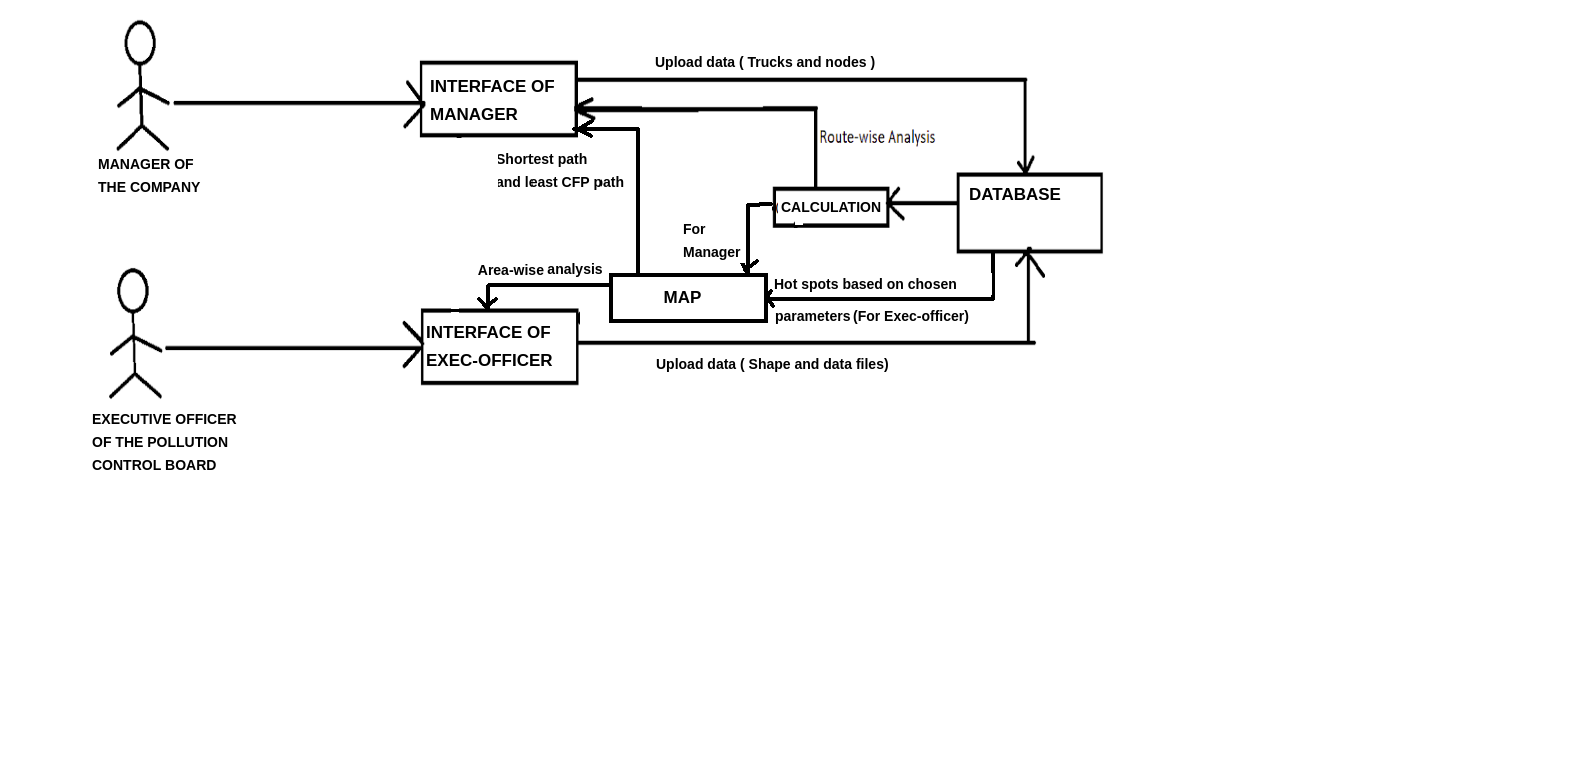 Upload data ( Trucks and nodes )
INTERFACE OF
MANAGER
Route-wise Analysis
MANAGER OF
THE COMPANY
Shortest path
and least CFP path
DATABASE
CALCULATION
For
Manager
Area-wise analysis
MAP
Hot spots based on chosen
parameters (For Exec-officer)
INTERFACE OF
EXEC-OFFICER
Upload data ( Shape and data files)
EXECUTIVE OFFICER
OF THE POLLUTION
CONTROL BOARD